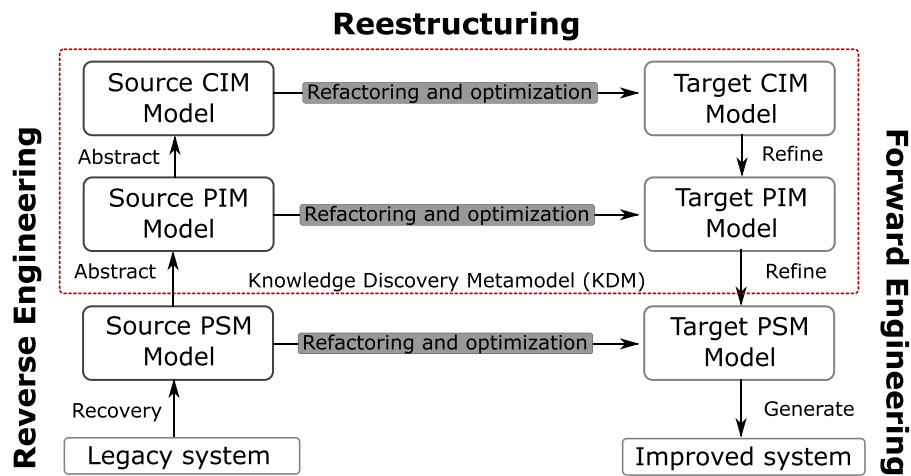 Reestructuring
Source CIM
Model
Refactoring and optimization
Target CIM
Model
Abstract
Refine
Source PIM
Model
Refactoring and optimization
Target PIM
Model
Abstract
Knowledge Discovery Metamodel (KDM)
Refine
Source PSM
Model
Refactoring and optimization
Target PSM
Model
Recovery
Generate
Legacy system
Improved system
Reverse Engineering
Forward Engineering